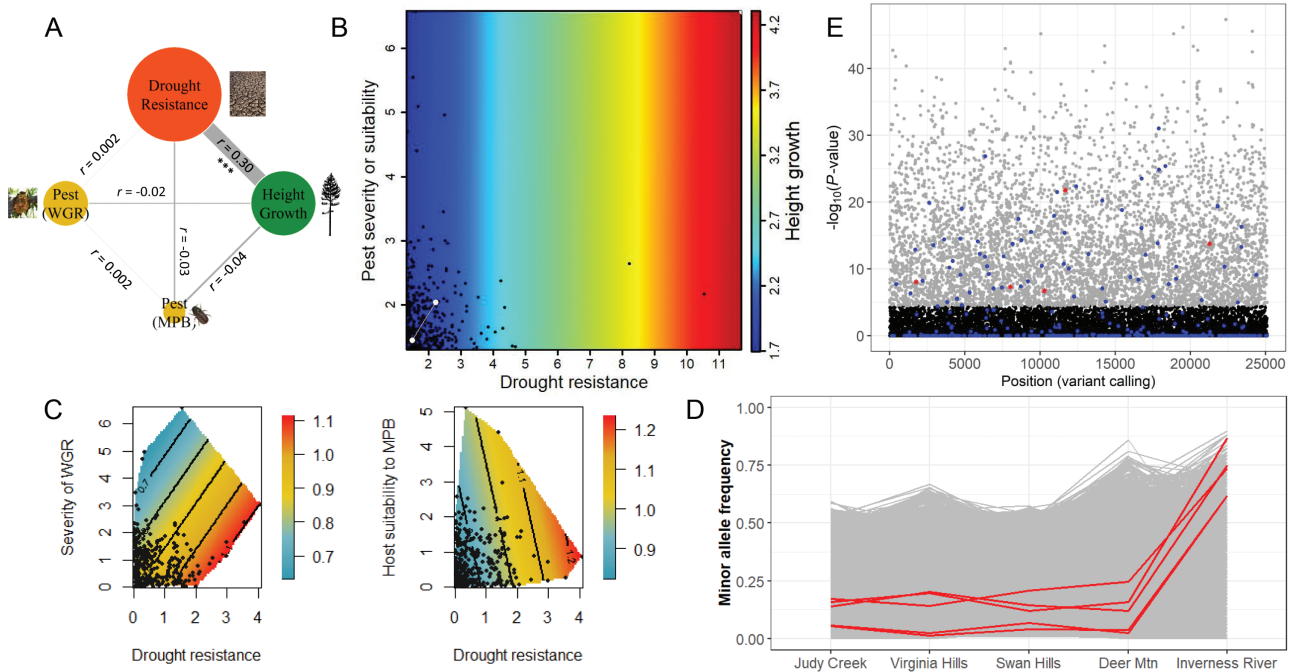 A
Drought
Resistance
r = 0.002
r = 0.30
***
Pest
(WGR)
r = -0.02
Height
Growth
r = 0.002
r = -0.03
r = -0.04
Pest
(MPB)
B
Pest severity or suitability
6
5
4
3
2
2 3 4 5 6 7 8 9 10 11
Drought resistance
4.2
3.7
3.2
2.7
2.2
1.7
Height growth
E
-log10(P-value)
40
30
20
10
0
0 5000 10000 15000 20000 25000
Position (variant calling)
C
Severity of WGR
6
5
4
3
2
1
0
0.7
0 1 2 3 4
Drought resistance
1.1
1.0
0.9
0.8
0.7
Host suitability to MPB
5
4
3
2
1
0
1.1
1.2
0 1 2 3 4
Drought resistance
1.2
1.1
1.0
0.9
D
Minor allele frequency
1.00
0.75
0.50
0.25
0.00
Judy Creek Virginia Hills Swan Hills Deer Mtn Inverness River